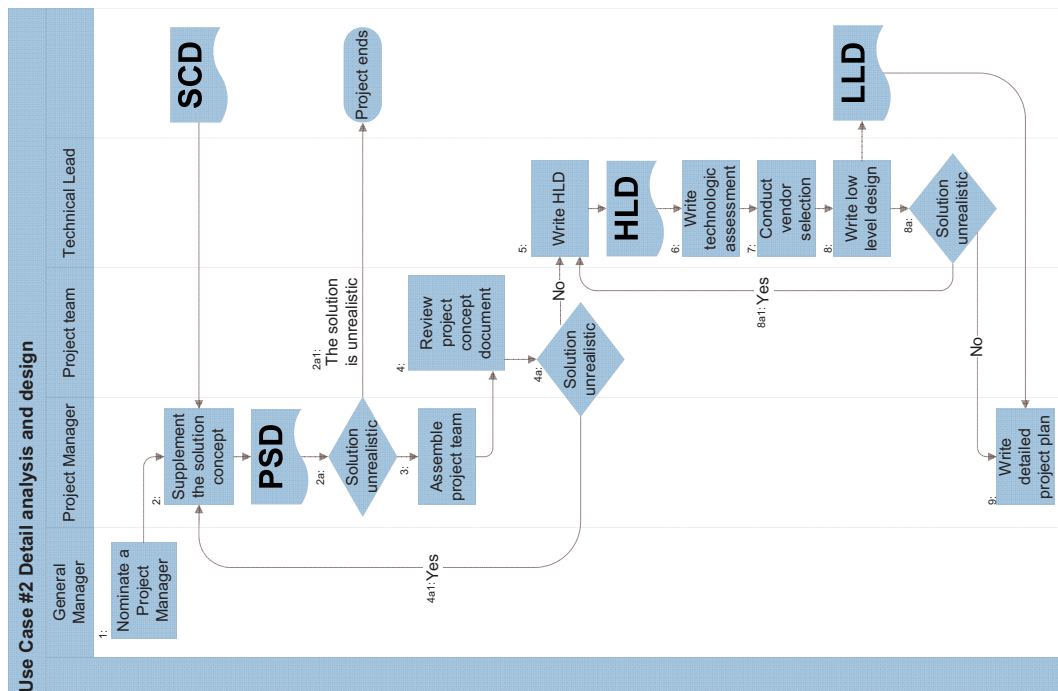 Use Case #2 Detail analysis and design
General
Manager
Project Manager
Project team
Technical Lead
1:
Nominate a
Project
Manager
2:
Supplement
the solution
concept
SCD
PSD
2a:
Solution
unrealistic
2a1:
The solution
is unrealistic
Project ends
3:
Assemble
project team
4:
Review
project
concept
document
4a:
Solution
unrealistic
4a1: Yes
No
5:
Write HLD
HLD
6:
Write
technologic
assessment
7:
Conduct
vendor
selection
8:
Write low
level design
LLD
8a:
Solution
unrealistic
8a1: Yes
No
9:
Write
detailed
project plan